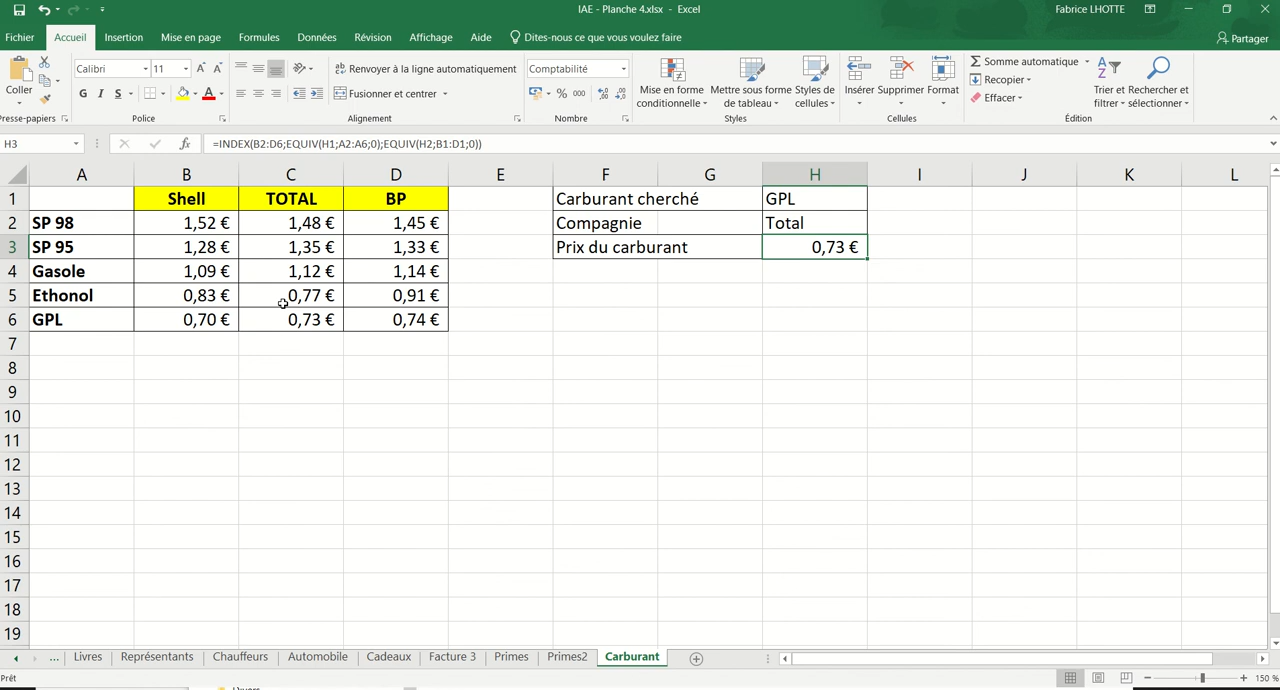 IAE - Planche 4.xlsx - Excel
Fabrice LHOTTE
Fichier Accueil Insertion Mise en page Formules Données Révision Affichage Aide Dites-nous ce que vous voulez faire Partager
Coller
Presse-papiers
Calibri 11
G I S
Police
Renvoyer à la ligne automatiquement
Fusionner et centrer
Alignement
Comptabilité
% 000
Nombre
Mise en forme conditionnelle
Mettre sous forme de tableau
Styles de cellules
Styles
Insérer Supprimer Format
Cellules
Somme automatique
Recopier
Effacer
Trier et filtrer
Rechercher et sélectionner
Édition
H3 fx =INDEX(B2:D6;EQUIV(H1;A2:A6;0);EQUIV(H2;B1:D1;0))
A B C D E F G H I J K L
1 Shell TOTAL BP Carburant cherché GPL
2 SP 98 1,52 € 1,48 € 1,45 € Compagnie Total
3 SP 95 1,28 € 1,35 € 1,33 € Prix du carburant 0,73 €
4 Gasole 1,09 € 1,12 € 1,14 €
5 Ethonol 0,83 € 0,77 € 0,91 €
6 GPL 0,70 € 0,73 € 0,74 €
7
8
9
10
11
12
13
14
15
16
17
18
19
... Livres Représentants Chauffeurs Automobile Cadeaux Facture 3 Primes Primes2 Carburant
Prêt
150 %